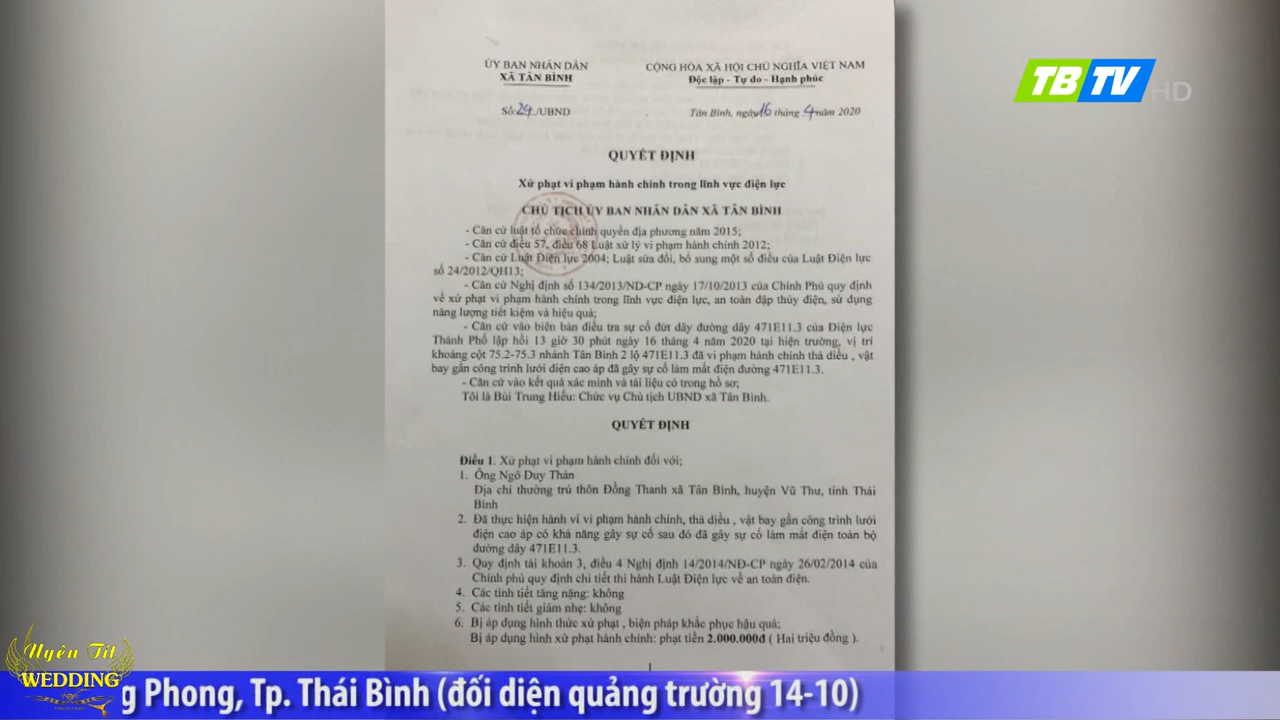 ỦY BAN NHÂN DÂN
XÃ TÂN BÌNH
Số:24./UBND
CỘNG HÒA XÃ HỘI CHỦ NGHĨA VIỆT NAM
Độc lập - Tự do - Hạnh phúc
Tân Bình, ngày 16 tháng 4 năm 2020
TBTV HD
QUYẾT ĐỊNH
Xử phạt vi phạm hành chính trong lĩnh vực điện lực
CHỦ TỊCH ỦY BAN NHÂN DÂN XÃ TÂN BÌNH
- Căn cứ luật tổ chức chính quyền địa phương năm 2015;
- Căn cứ điều 57, điều 68 Luật xử lý vi phạm hành chính 2012;
- Căn cứ Luật Điện lực 2004; Luật sửa đổi, bổ sung một số điều của Luật Điện lực
số 24/2012/QH13;
- Căn cứ Nghị định số 134/2013/NĐ-CP ngày 17/10/2013 của Chính Phủ quy định
về xử phạt vi phạm hành chính trong lĩnh vực điện lực, an toàn đập thủy điện, sử dụng
năng lượng tiết kiệm và hiệu quả;
- Căn cứ vào biên bản điều tra sự cố đứt dây đường dây 471E11.3 của Điện lực
Thành Phố lập hồi 13 giờ 30 phút ngày 16 tháng 4 năm 2020 tại hiện trường, vị trí
khoảng cột 75.2-75.3 nhánh Tân Bình 2 lộ 471E11.3 đã vi phạm hành chính thả diều , vật
bay gần công trình lưới điện cao áp đã gây sự cố làm mất điện đường 471E11.3.
- Căn cứ vào kết quả xác minh và tài liệu có trong hồ sơ;
Tôi là Bùi Trung Hiếu: Chức vụ Chủ tịch UBND xã Tân Bình.
QUYẾT ĐỊNH
Điều 1. Xử phạt vi phạm hành chính đối với;
1. Ông Ngô Duy Thản
Địa chỉ thường trú thôn Đồng Thanh xã Tân Bình, huyện Vũ Thư, tỉnh Thái
Bình
2. Đã thực hiện hành vi vi phạm hành chính, thả diều , vật bay gần công trình lưới
điện cao áp có khả năng gây sự cố sau đó đã gây sự cố làm mất điện toàn bộ
đường dây 471E11.3.
3. Quy định tải khoản 3, điều 4 Nghị định 14/2014/NĐ-CP ngày 26/02/2014 của
Chính phủ quy định chi tiết thi hành Luật Điện lực về an toàn điện.
4. Các tình tiết tăng nặng: không
5. Các tình tiết giảm nhẹ: không
6. Bị áp dụng hình thức xử phạt , biện pháp khắc phục hậu quả;
Bị áp dụng hình xử phạt hành chính: phạt tiền 2.000.000đ ( Hai triệu đồng ).
1
Uyên Tít
WEDDING
g Phong, Tp. Thái Bình (đối diện quảng trường 14-10)